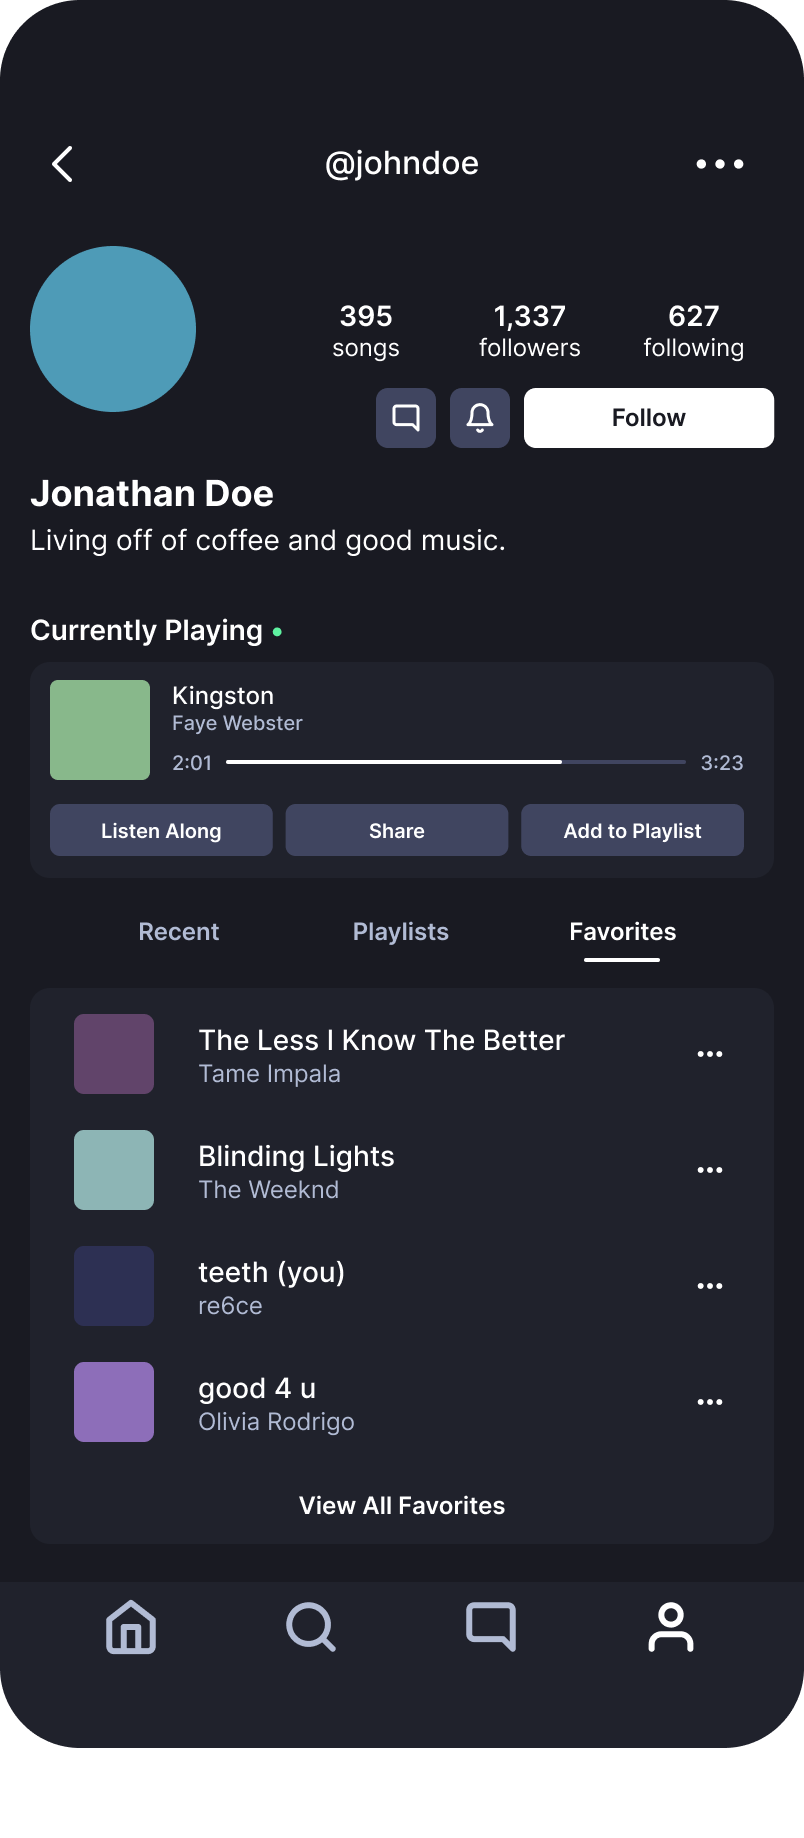 @johndoe
395 1,337 627
songs followers following
Follow
Jonathan Doe
Living off of coffee and good music.
Currently Playing
Kingston
Faye Webster
2:01 3:23
Listen Along Share Add to Playlist
Recent Playlists Favorites
The Less I Know The Better
Tame Impala
Blinding Lights
The Weeknd
teeth (you)
re6ce
good 4 u
Olivia Rodrigo
View All Favorites